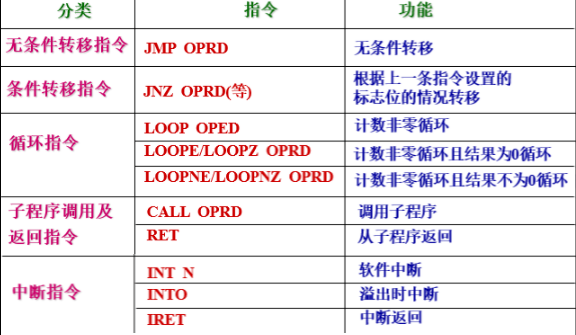 分类 指令 功能
无条件转移指令 JMP OPRD 无条件转移
条件转移指令 JNZ OPRD(等) 根据上一条指令设置的
标志位的情况转移
循环指令 LOOP OPED 计数非零循环
LOOPE/LOOPZ OPRD 计数非零循环且结果为0循环
LOOPNE/LOOPNZ OPRD 计数非零循环且结果不为0循环
子程序调用及 CALL OPRD 调用子程序
返回指令 RET 从子程序返回
中断指令 INT N 软件中断
INTO 溢出时中断
IRET 中断返回